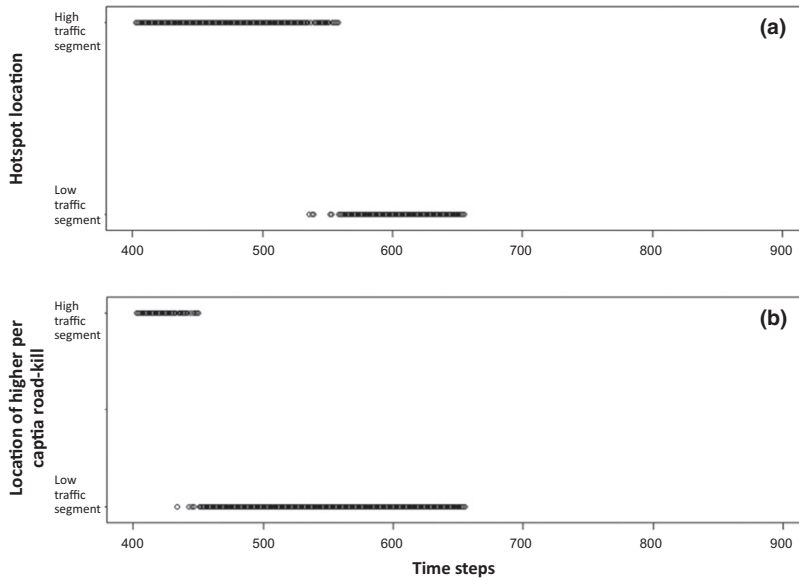 High
traffic
segment
(a)
Hotspot location
Low
traffic
segment
400 500 600 700 800 900
High
traffic
segment
(b)
Location of higher per
captia road-kill
Low
traffic
segment
400 500 600 700 800 900
Time steps